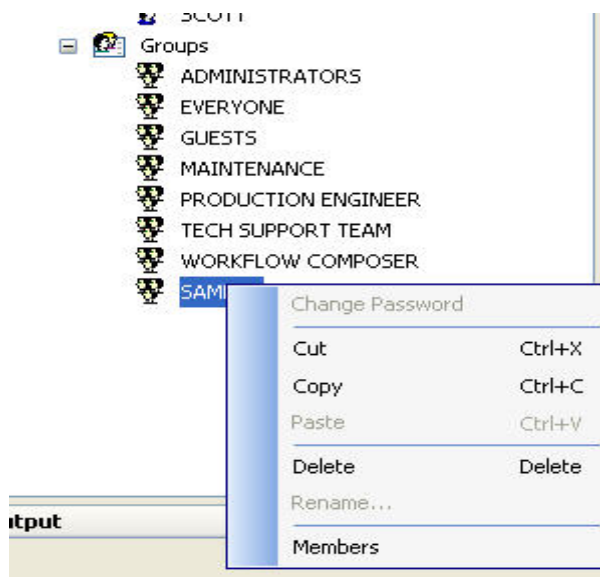 SCOTT
Groups
ADMINISTRATORS
EVERYONE
GUESTS
MAINTENANCE
PRODUCTION ENGINEER
TECH SUPPORT TEAM
WORKFLOW COMPOSER
Change Password
Cut Ctrl+X
Copy Ctrl+C
Paste Ctrl+V
Delete Delete
Rename...
Members